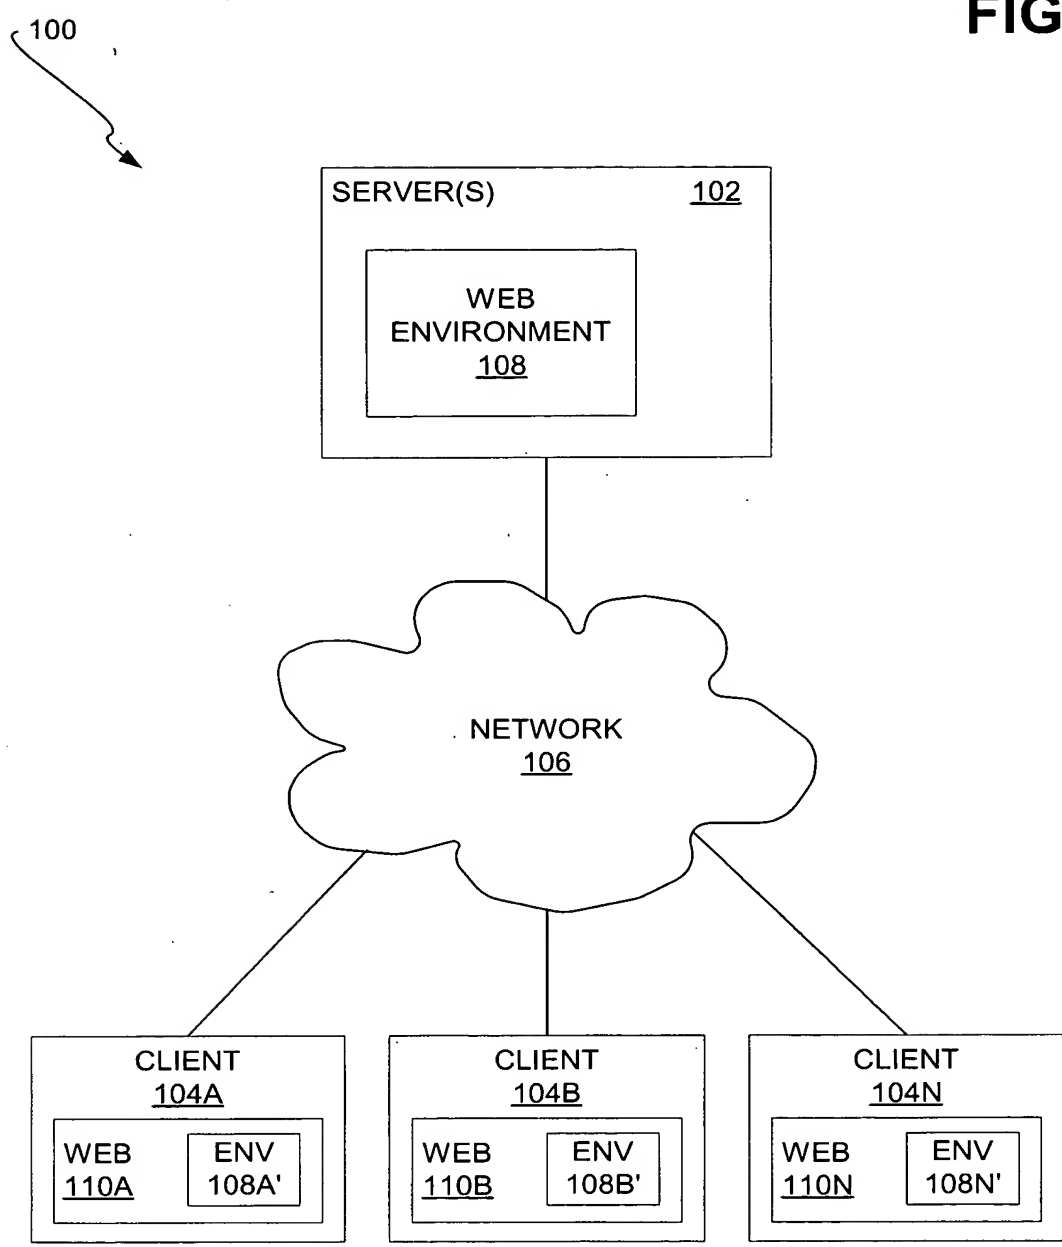 FIG
100
SERVER(S) 102
WEB
ENVIRONMENT
108
NETWORK
106
CLIENT
104A
WEB
110A
ENV
108A'
CLIENT
104B
WEB
110B
ENV
108B'
CLIENT
104N
WEB
110N
ENV
108N'